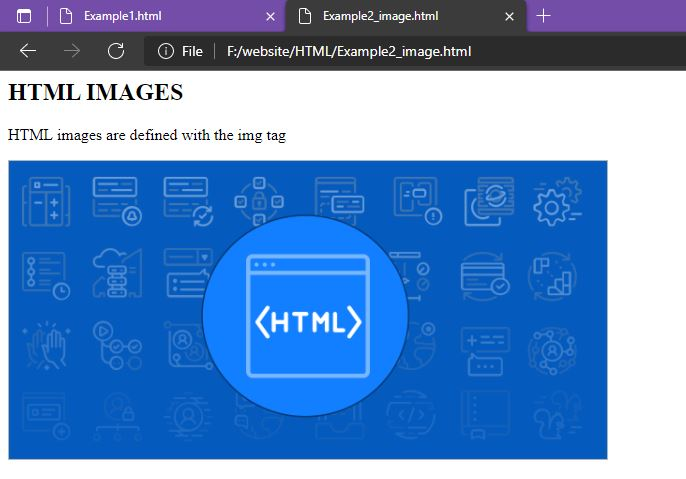 Example1.html
Example2_image.html
File
F:/website/HTML/Example2_image.html
HTML IMAGES
HTML images are defined with the img tag
<HTML>